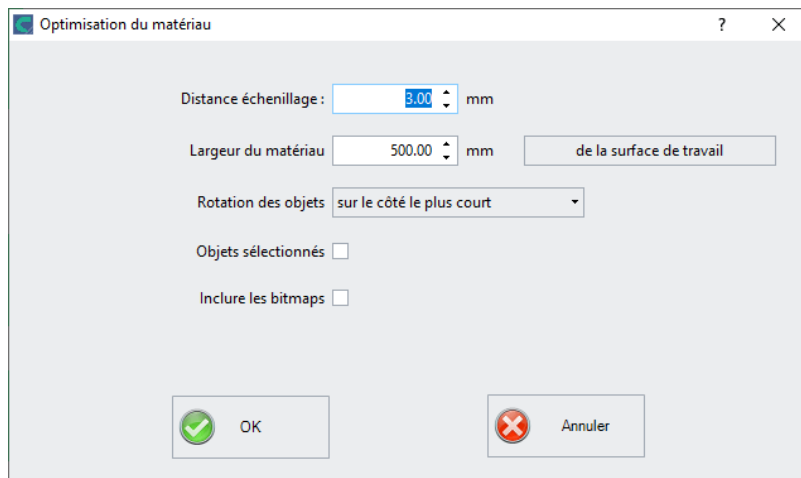 Optimisation du matériau ?
Distance échenillage : 3.00 mm
Largeur du matériau 500.00 mm de la surface de travail
Rotation des objets sur le côté le plus court
Objets sélectionnés
Inclure les bitmaps
OK Annuler